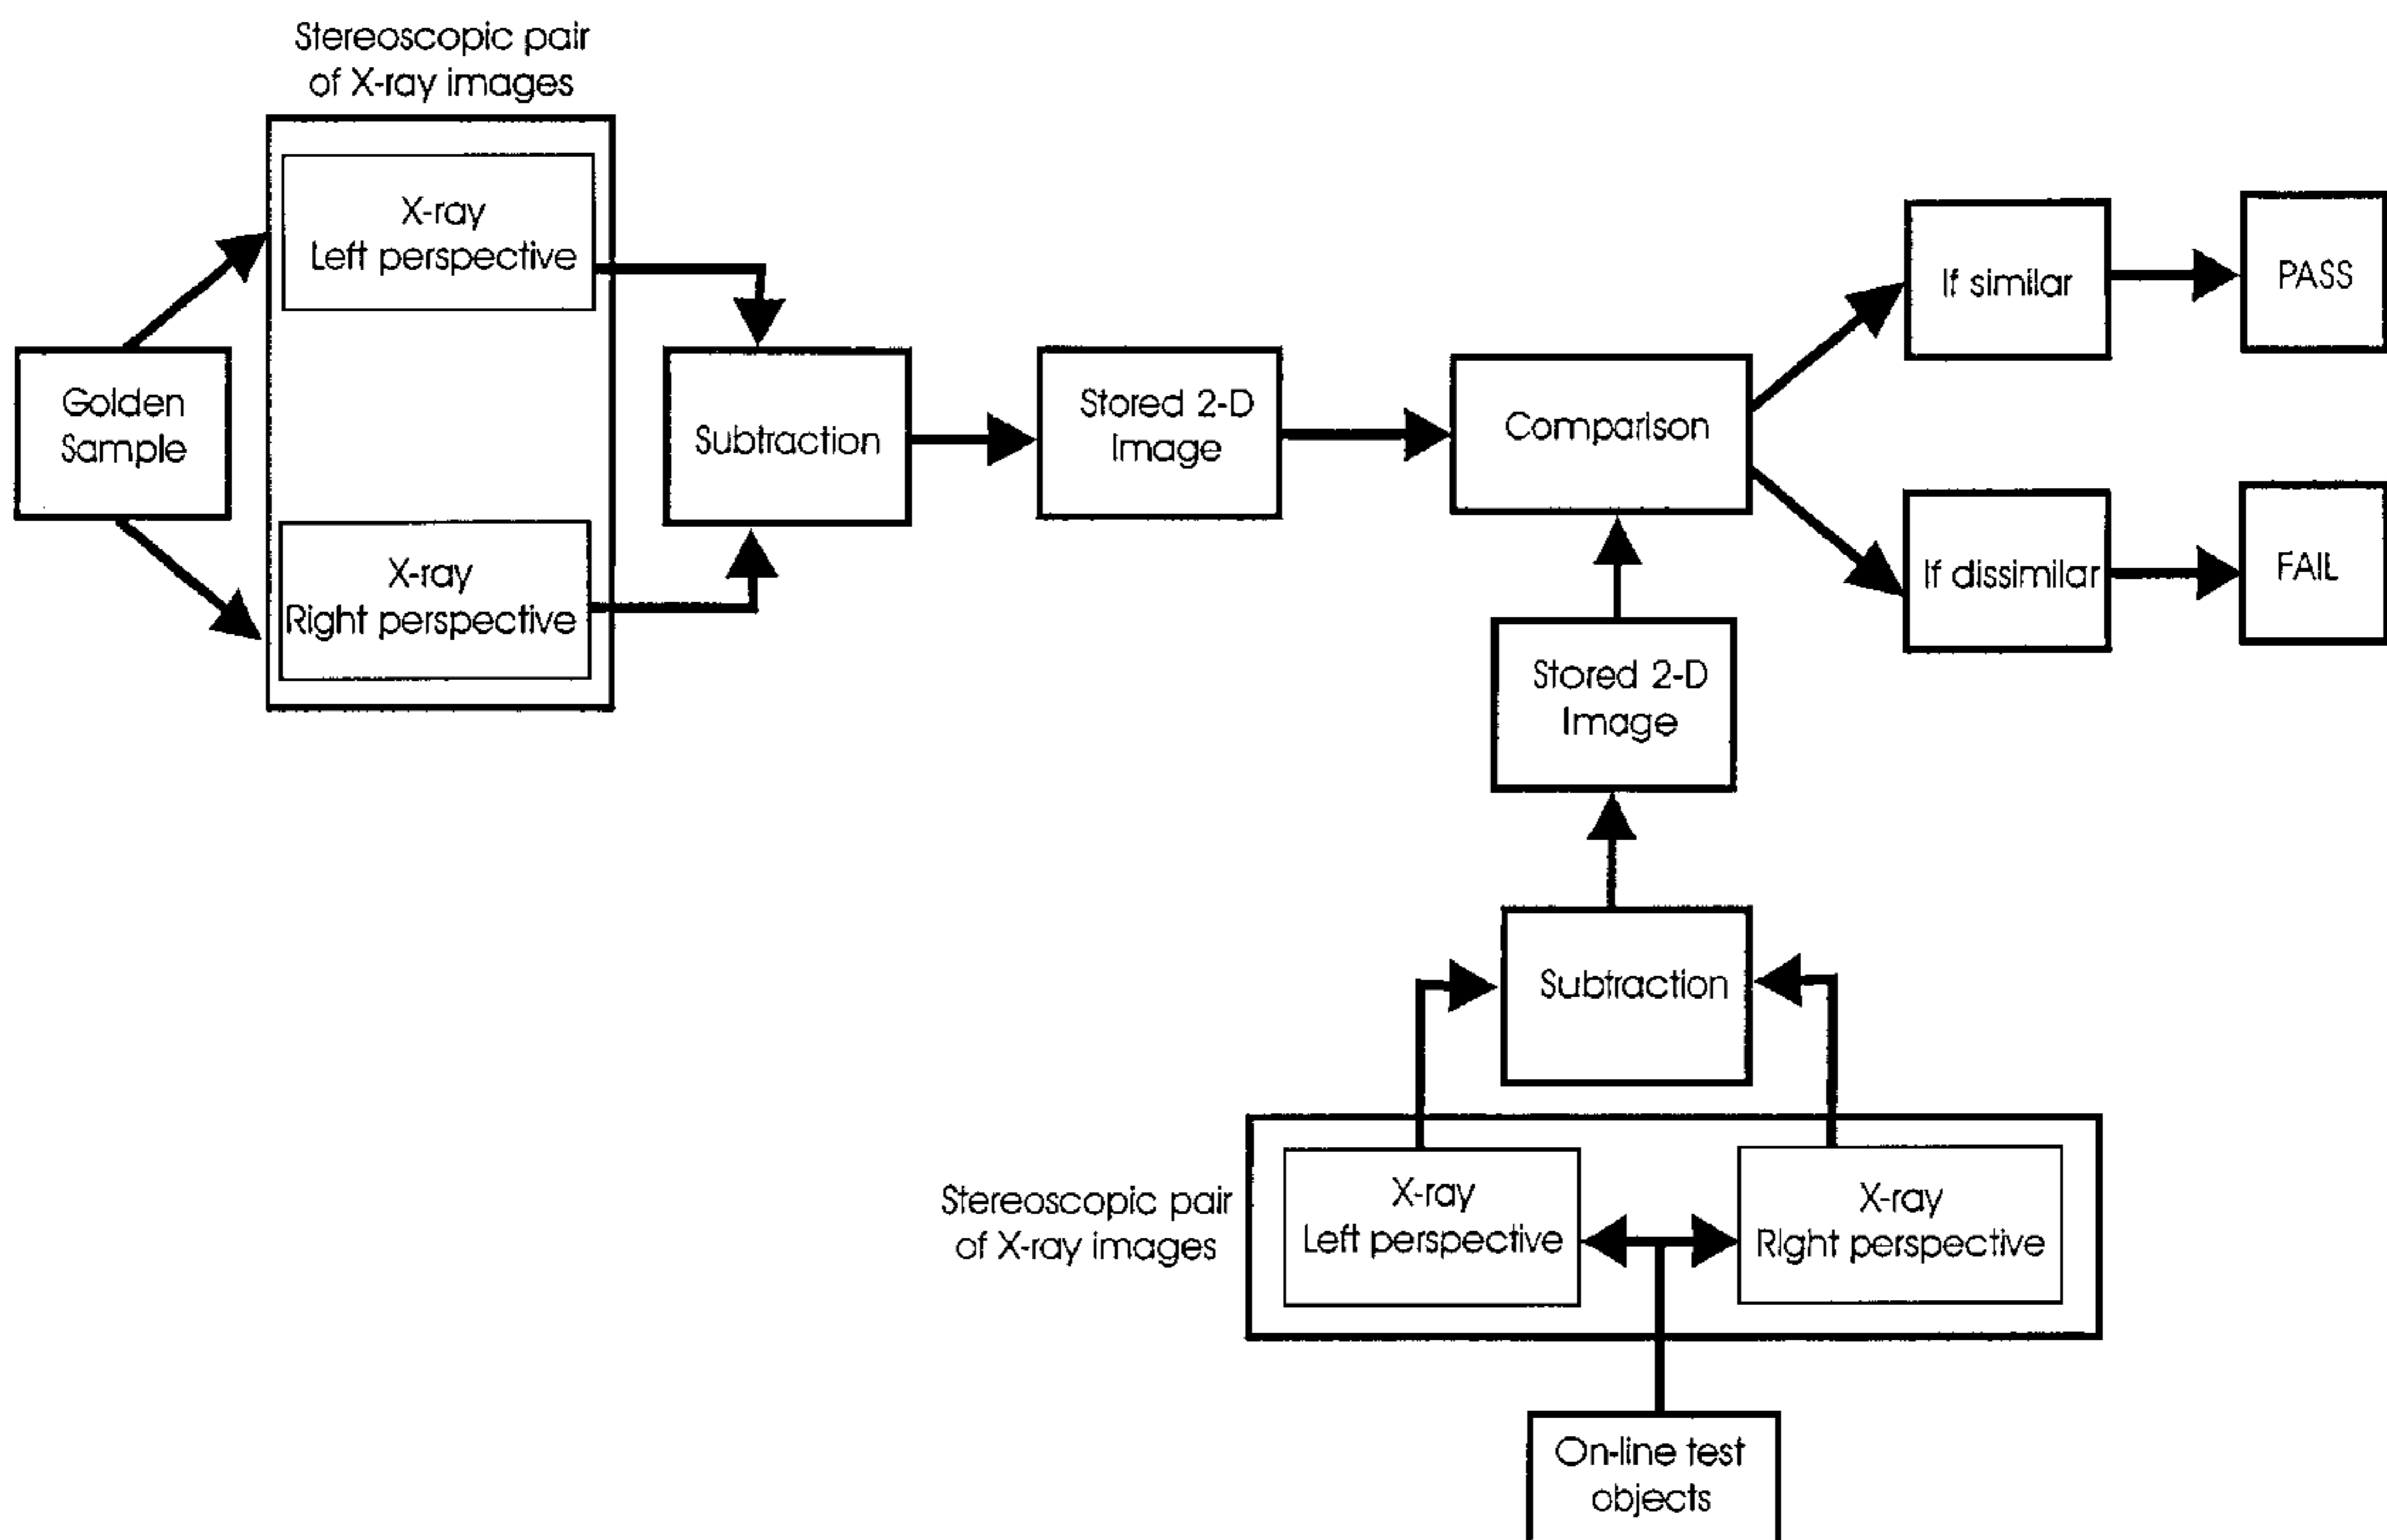 Stereoscopic pair
of X-ray images
X-ray
Left perspective
Golden
Sample
X-ray
Right perspective
Subtraction
Stored 2-D
Image
Comparison
If similar
PASS
If dissimilar
FAIL
Stored 2-D
Image
Subtraction
Stereoscopic pair
of X-ray images
X-ray
Left perspective
X-ray
Right perspective
On-line test
objects